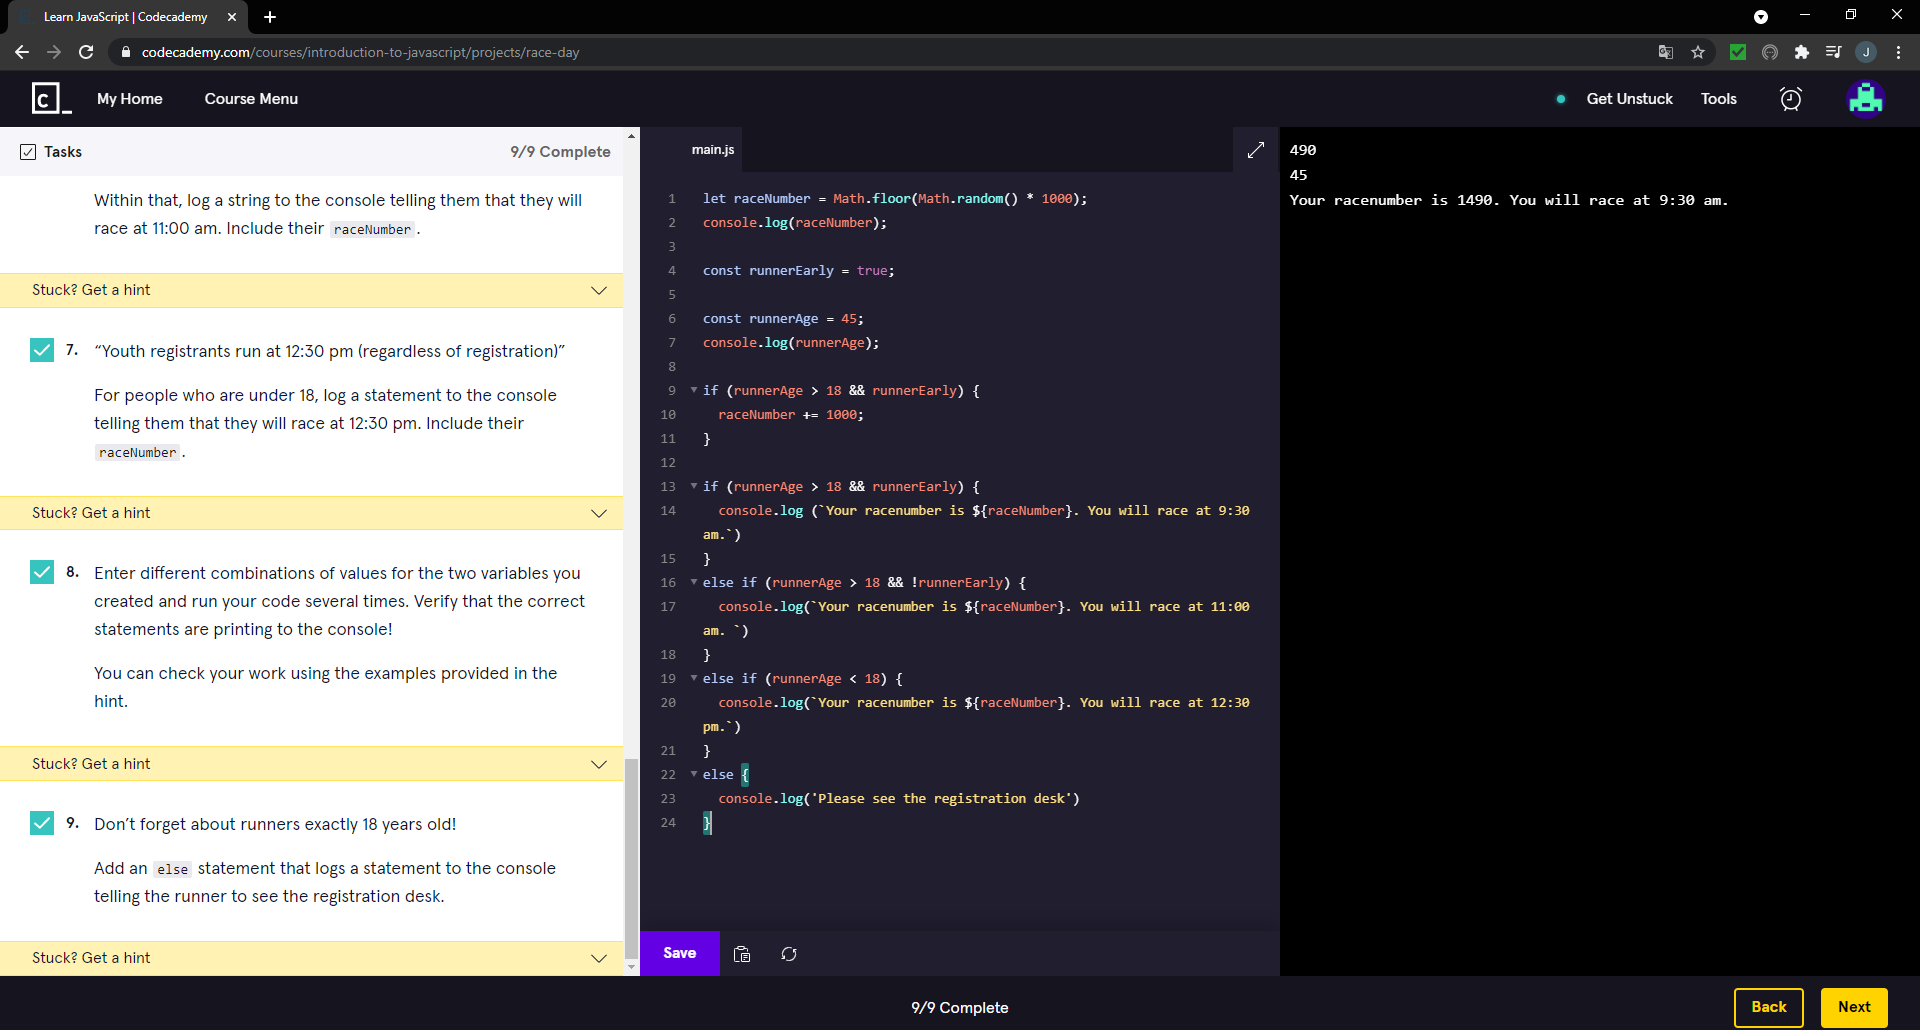 Learn JavaScript | Codecademy
codecademy.com/courses/introduction-to-javascript/projects/race-day
J
c_
My Home
Course Menu
Get Unstuck
Tools
Tasks
9/9 Complete
Within that, log a string to the console telling them that they will
race at 11:00 am. Include their raceNumber.
Stuck? Get a hint
7. “Youth registrants run at 12:30 pm (regardless of registration)”
For people who are under 18, log a statement to the console
telling them that they will race at 12:30 pm. Include their
raceNumber.
Stuck? Get a hint
8. Enter different combinations of values for the two variables you
created and run your code several times. Verify that the correct
statements are printing to the console!
You can check your work using the examples provided in the
hint.
Stuck? Get a hint
9. Don’t forget about runners exactly 18 years old!
Add an else statement that logs a statement to the console
telling the runner to see the registration desk.
Stuck? Get a hint
main.js
1 let raceNumber = Math.floor(Math.random() * 1000);
2 console.log(raceNumber);
3
4 const runnerEarly = true;
5
6 const runnerAge = 45;
7 console.log(runnerAge);
8
9 if (runnerAge > 18 && runnerEarly) {
10 raceNumber += 1000;
11 }
12
13 if (runnerAge > 18 && runnerEarly) {
14 console.log (`Your racenumber is ${raceNumber}. You will race at 9:30
am.`)
15 }
16 else if (runnerAge > 18 && !runnerEarly) {
17 console.log(`Your racenumber is ${raceNumber}. You will race at 11:00
am. `)
18 }
19 else if (runnerAge < 18) {
20 console.log(`Your racenumber is ${raceNumber}. You will race at 12:30
pm.`)
21 }
22 else {
23 console.log('Please see the registration desk')
24 }
Save
490
45
Your racenumber is 1490. You will race at 9:30 am.
9/9 Complete
Back
Next